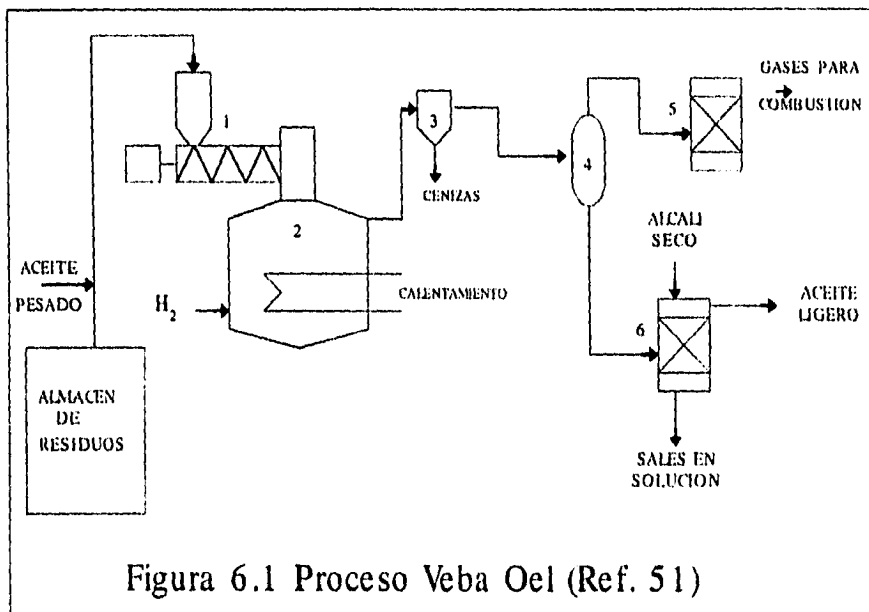 GASES PARA
COMBUSTION
1
2
3
4
5
6
CENIZAS
ALCALI
SECO
ACEITE
PESADO
H2
CALENTAMIENTO
ACEITE
LIGERO
ALMACEN
DE
RESIDUOS
SALES EN
SOLUCION
Figura 6.1 Proceso Veba Oel (Ref. 51)